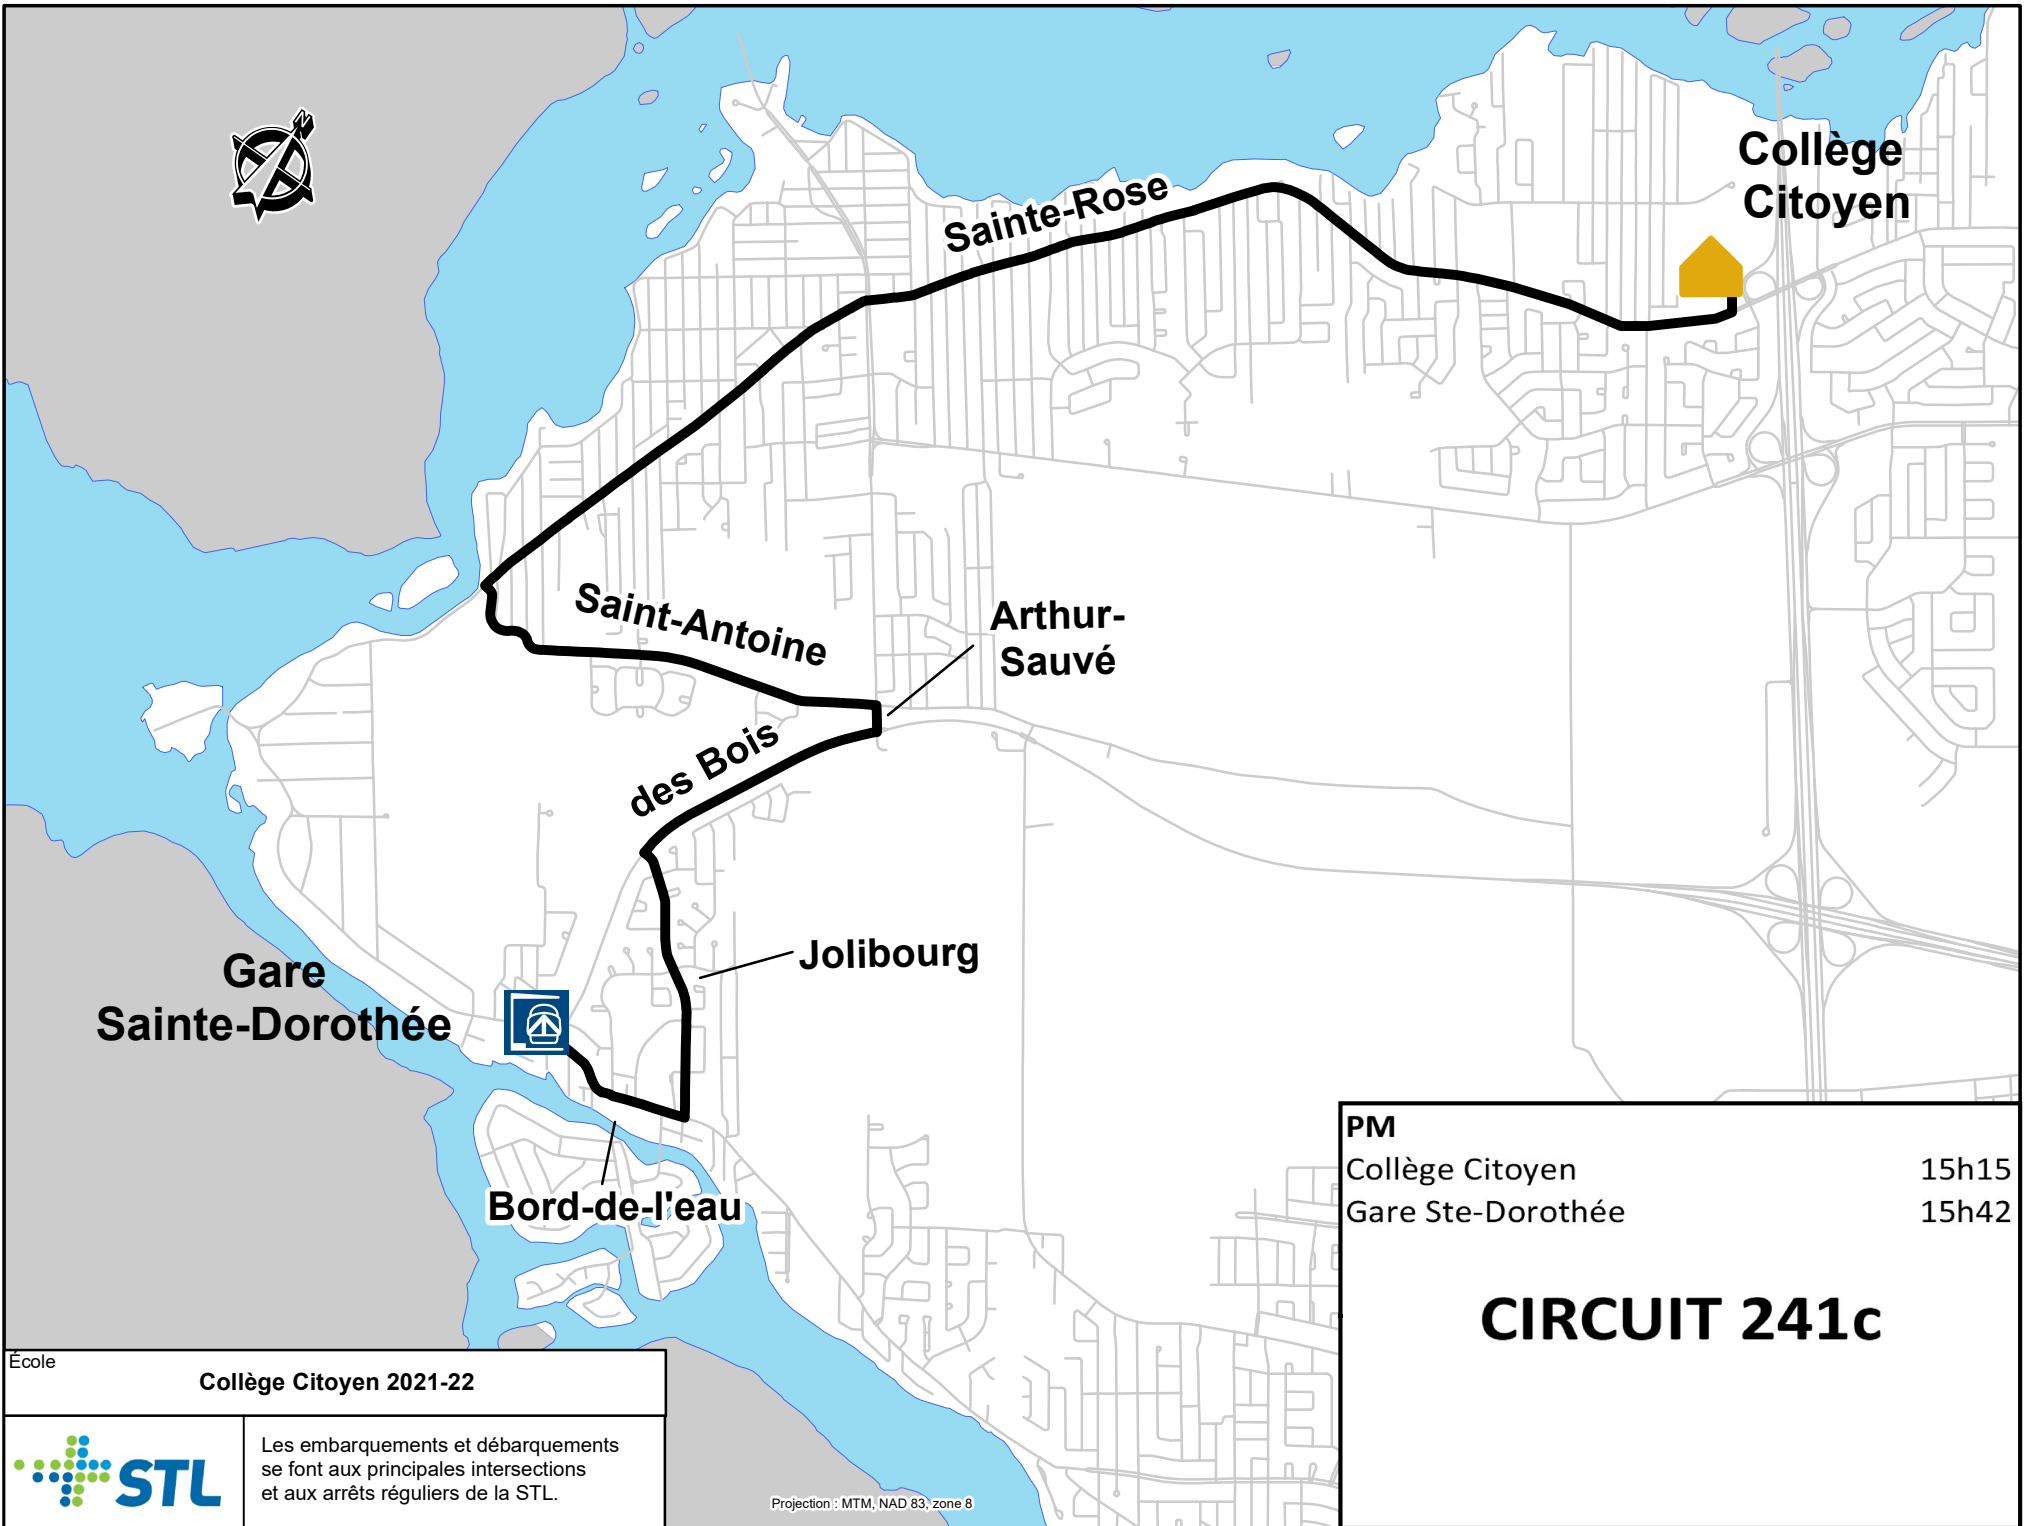 N
Collège
Citoyen
Sainte-Rose
Saint-Antoine
Arthur-
Sauvé
des Bois
Jolibourg
Gare
Sainte-Dorothée
Bord-de-l'eau
PM
Collège Citoyen 15h15
Gare Ste-Dorothée 15h42
CIRCUIT 241c
École
Collège Citoyen 2021-22
STL
Les embarquements et débarquements
se font aux principales intersections
et aux arrêts réguliers de la STL.
Projection : MTM, NAD 83, zone 8